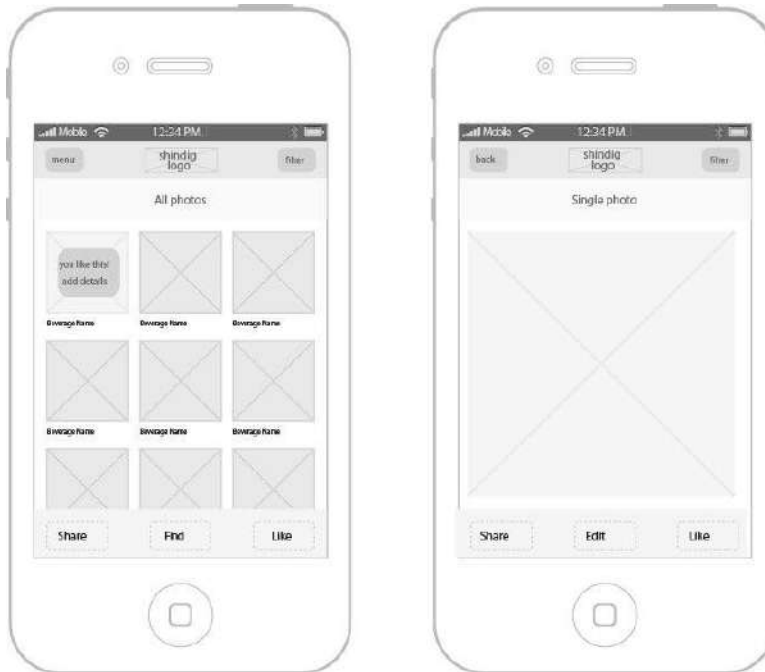 Mobile 12:34 PM
menu
shindig
logo
filter
All photos
you like this!
add details
Beverage Name Beverage Name Beverage Name
Beverage Name Beverage Name Beverage Name
Share Find Like
Mobile 12:34 PM
back
shindig
logo
filter
Single photo
Share Edit Like